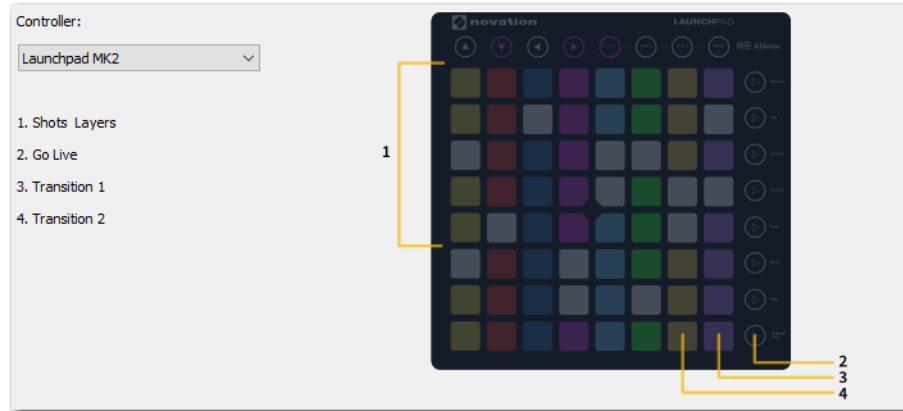 Controller:
Launchpad MK2
1. Shots Layers
2. Go Live
3. Transition 1
4. Transition 2
novation
LAUNCHPAD
Ableton
1
2
3
4